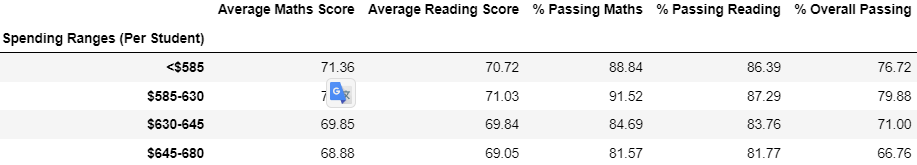 Average Maths Score Average Reading Score % Passing Maths % Passing Reading % Overall Passing
Spending Ranges (Per Student)
<$585 71.36 70.72 88.84 86.39 76.72
$585-630 71.03 91.52 87.29 79.88
$630-645 69.85 69.84 84.69 83.76 71.00
$645-680 68.88 69.05 81.57 81.77 66.76